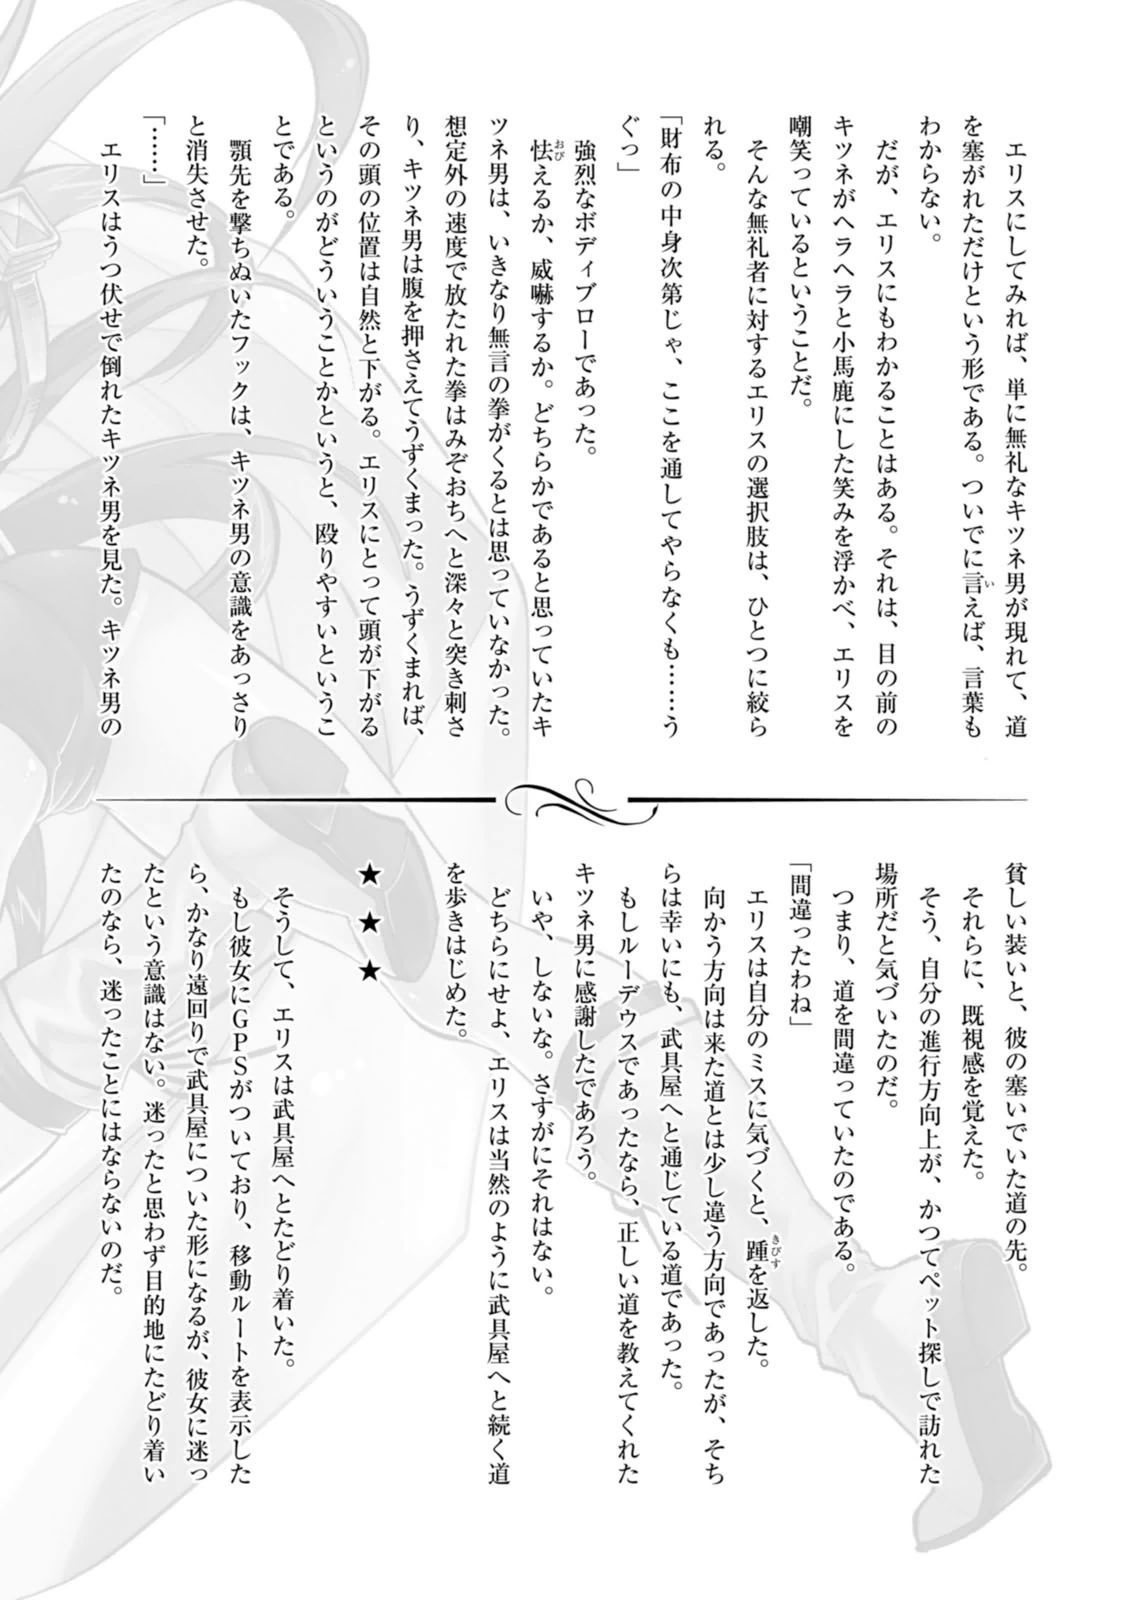 エリスにしてみれば、単に無礼なキツネ男が現れて、道
を塞がれただけという形である。ついでに言えば、言葉も
わからない。
だが、エリスにもわかることはある。それは、目の前の
キツネがヘラヘラと小馬鹿にした笑みを浮かべ、エリスを
嘲笑っているということだ。
そんな無礼者に対するエリスの選択肢は、ひとつに絞ら
れる。
「財布の中身次第じゃ、ここを通してやらなくも……う
ぐっ」
強烈なボディブローであった。
怯えるか、威嚇するか。どちらかであると思っていたキ
ツネ男は、いきなり無言の拳がくるとは思っていなかった。
想定外の速度で放たれた拳はみぞおちへと深々と突き刺さ
り、キツネ男は腹を押さえてうずくまった。うずくまれば、
その頭の位置は自然と下がる。エリスにとって頭が下がる
というのがどういうことかというと、殴りやすいというこ
とである。
顎先を撃ちぬいたフックは、キツネ男の意識をあっさり
と消失させた。
「……」
エリスはうつ伏せで倒れたキツネ男を見た。キツネ男の
貧しい装いと、彼の塞いでいた道の先。
それらに、既視感を覚えた。
そう、自分の進行方向上が、かつてペット探しで訪れた
場所だと気づいたのだ。
つまり、道を間違っていたのである。
「間違ったわね」
エリスは自分のミスに気づくと、踵を返した。
向かう方向は来た道とは少し違う方向であったが、そち
らは幸いにも、武具屋へと通じている道であった。
もしルーデウスであったなら、正しい道を教えてくれた
キツネ男に感謝したであろう。
いや、しないな。さすがにそれはない。
どちらにせよ、エリスは当然のように武具屋へと続く道
を歩きはじめた。
★ ★ ★
そうして、エリスは武具屋へとたどり着いた。
もし彼女にGPSがついており、移動ルートを表示した
ら、かなり遠回りで武具屋についた形になるが、彼女に迷っ
たという意識はない。迷ったと思わず目的地にたどり着い
たのなら、迷ったことにはならないのだ。